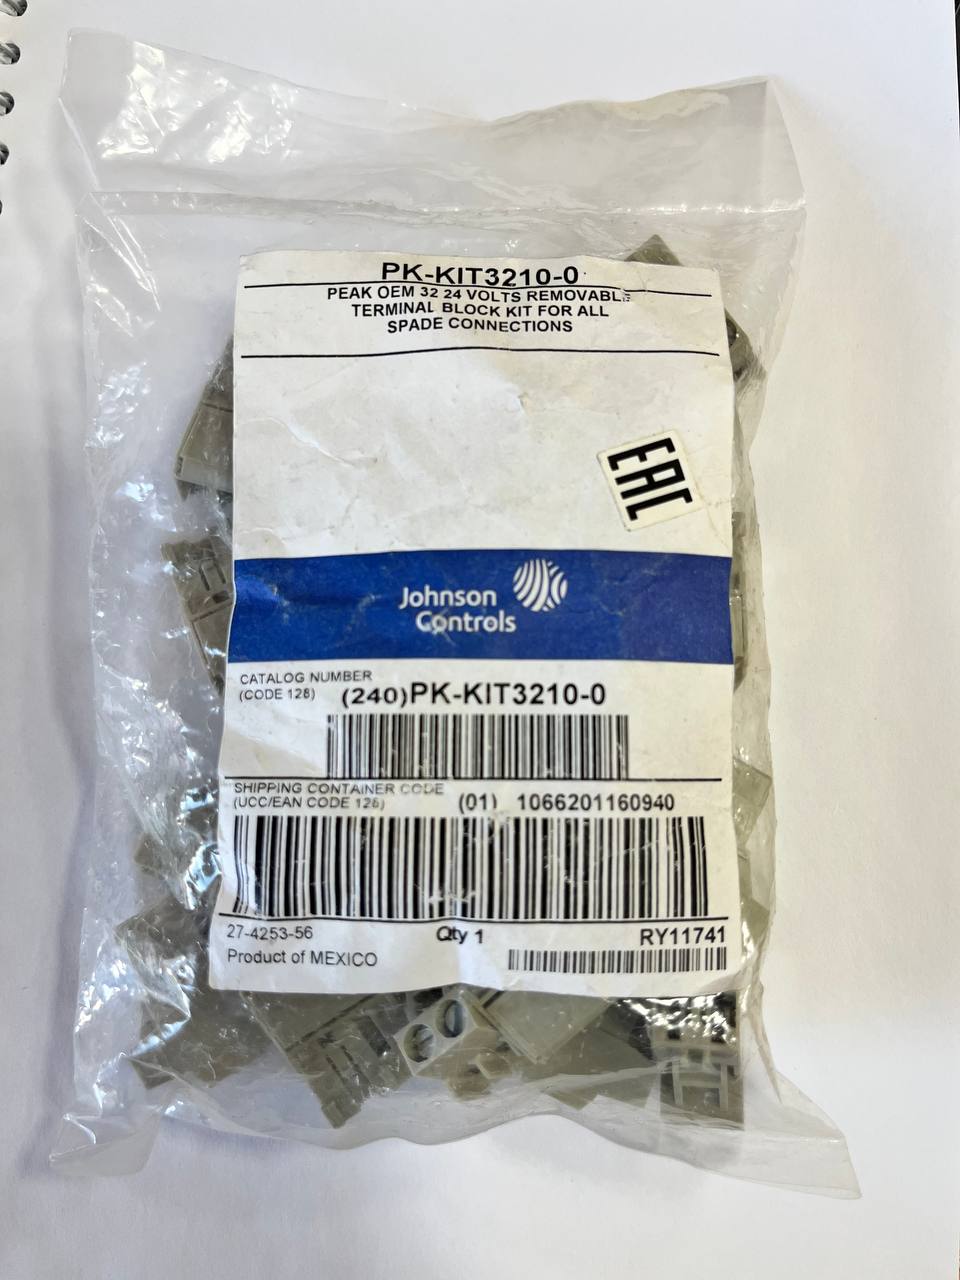 PK-KIT3210-0
PEAK OEM 32 24 VOLTS REMOVABLE
TERMINAL BLOCK KIT FOR ALL
SPADE CONNECTIONS
EAC
Johnson
Controls
CATALOG NUMBER
(CODE 128) (240)PK-KIT3210-0
SHIPPING CONTAINER CODE
(UCC/EAN CODE 128) (01) 1066201160940
27-4253-56 Qty 1 RY11741
Product of MEXICO